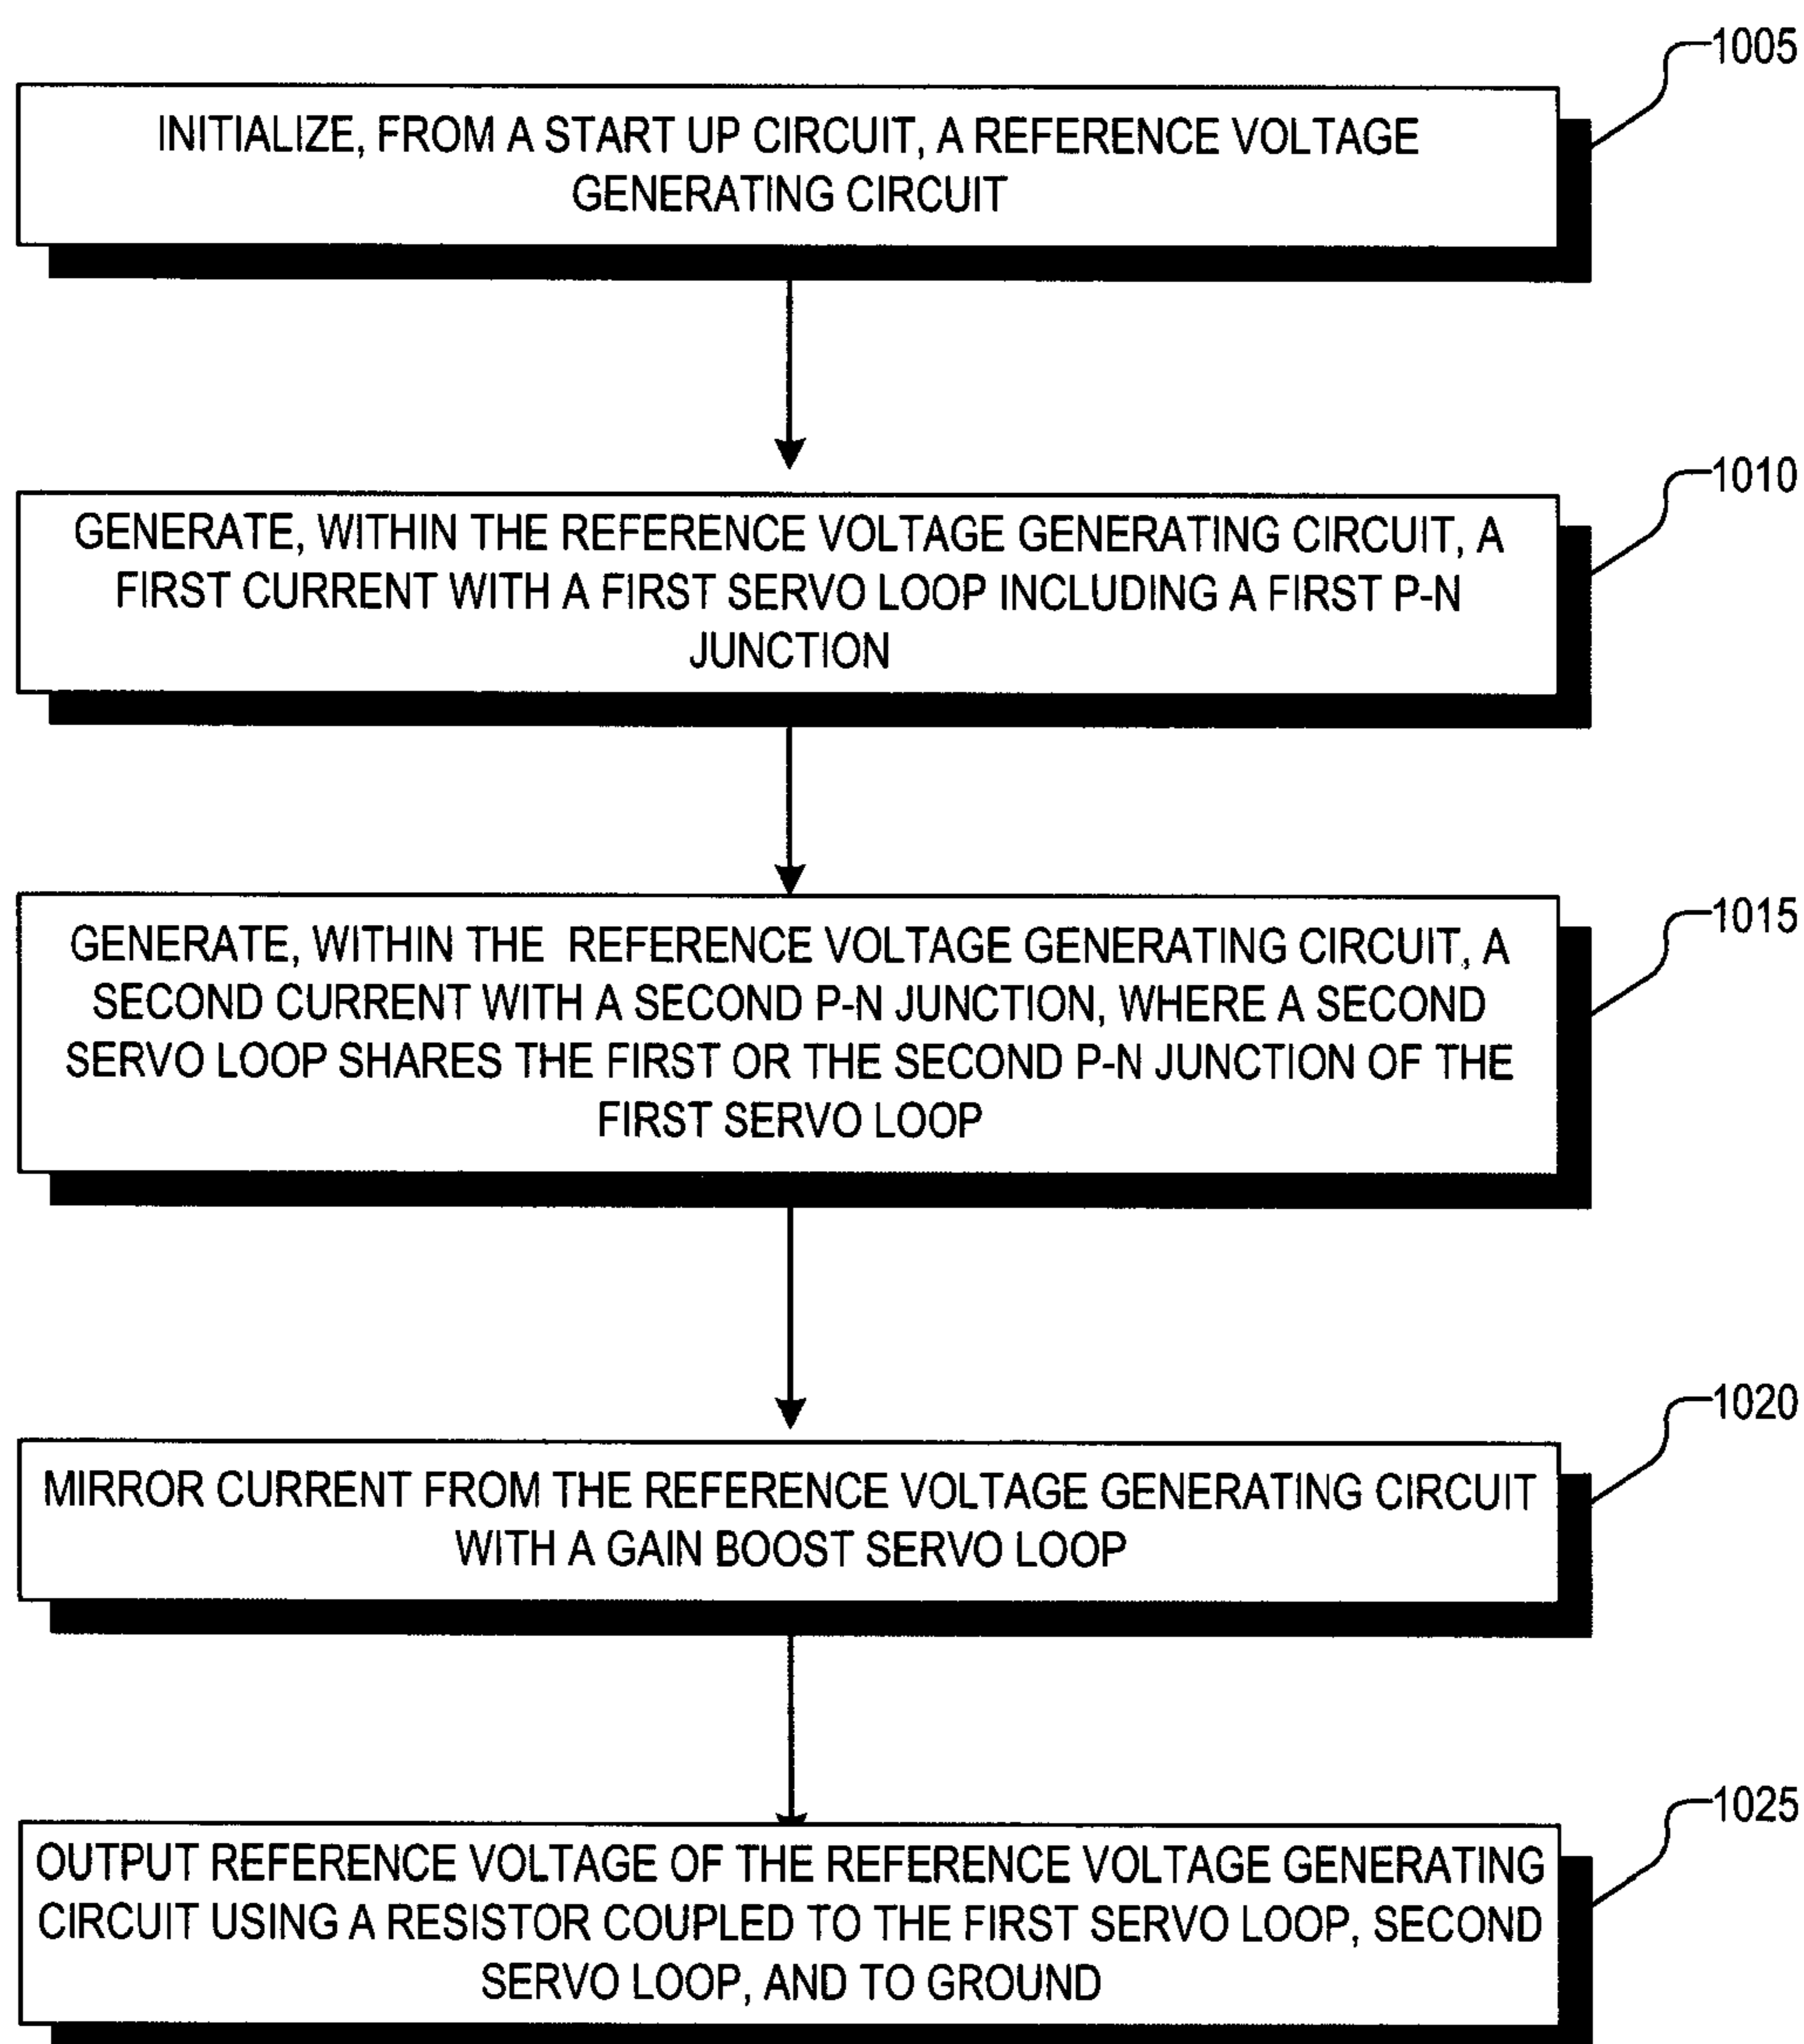 1005
INITIALIZE, FROM A START UP CIRCUIT, A REFERENCE VOLTAGE
GENERATING CIRCUIT
1010
GENERATE, WITHIN THE REFERENCE VOLTAGE GENERATING CIRCUIT, A
FIRST CURRENT WITH A FIRST SERVO LOOP INCLUDING A FIRST P-N
JUNCTION
1015
GENERATE, WITHIN THE REFERENCE VOLTAGE GENERATING CIRCUIT, A
SECOND CURRENT WITH A SECOND P-N JUNCTION, WHERE A SECOND
SERVO LOOP SHARES THE FIRST OR THE SECOND P-N JUNCTION OF THE
FIRST SERVO LOOP
1020
MIRROR CURRENT FROM THE REFERENCE VOLTAGE GENERATING CIRCUIT
WITH A GAIN BOOST SERVO LOOP
1025
OUTPUT REFERENCE VOLTAGE OF THE REFERENCE VOLTAGE GENERATING
CIRCUIT USING A RESISTOR COUPLED TO THE FIRST SERVO LOOP, SECOND
SERVO LOOP, AND TO GROUND